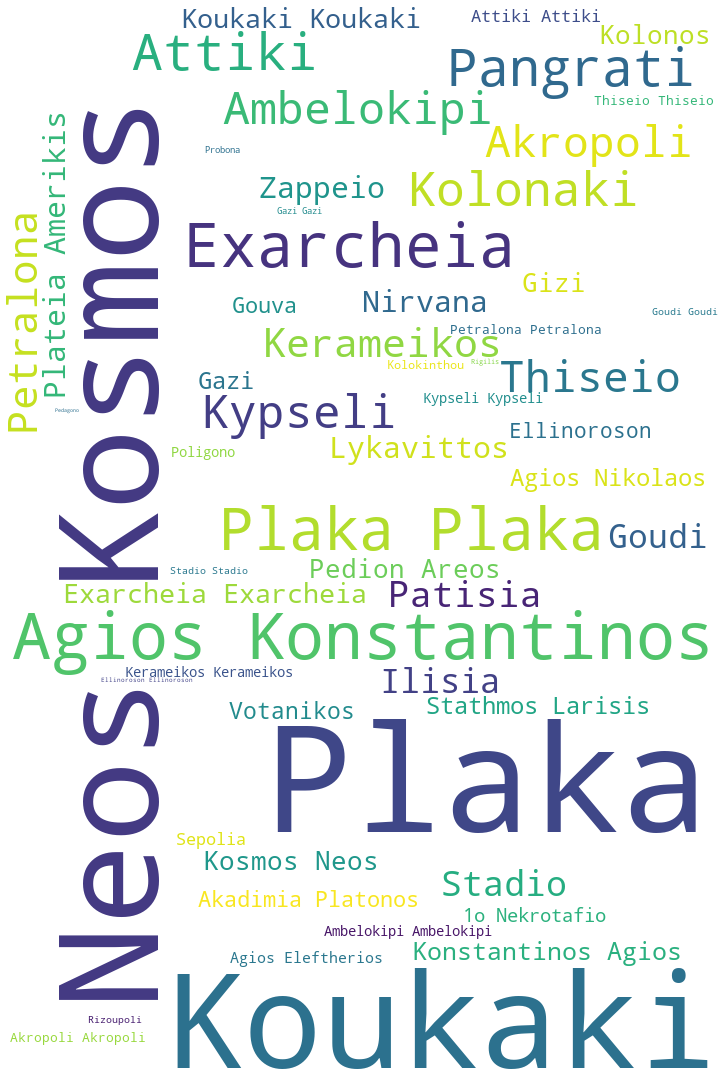 Koukaki Koukaki
Attiki Attiki
Attiki
Kolonos
Pangrati
Thiseio Thiseio
Ambelokipi
Akropoli
Probona
Zappeio
Kolonaki
Gazi Gazi
Exarcheia
Gizi
Petralona
Plateia Amerikis
Neos Kosmos
Gouva
Nirvana
Goudi Goudi
Petralona Petralona
Kerameikos
Kolokinthou
Rigilis
Thiseio
Gazi
Kypseli Kypseli
Kypseli
Pedagono
Ellinoroson
Lykavittos
Poligono
Agios Nikolaos
Plaka Plaka
Goudi
Stadio Stadio
Pedion Areos
Exarcheia Exarcheia
Patisia
Agios Konstantinos
Kerameikos Kerameikos
Ellinoroson Ellinoroson
Ilisia
Votanikos
Stathmos Larisis
Plaka
Sepolia
Kosmos Neos
Stadio
Akadimia Platonos
1o Nekrotafio
Ambelokipi Ambelokipi
Agios Eleftherios
Konstantinos Agios
Koukaki
Rizoupoli
Akropoli Akropoli